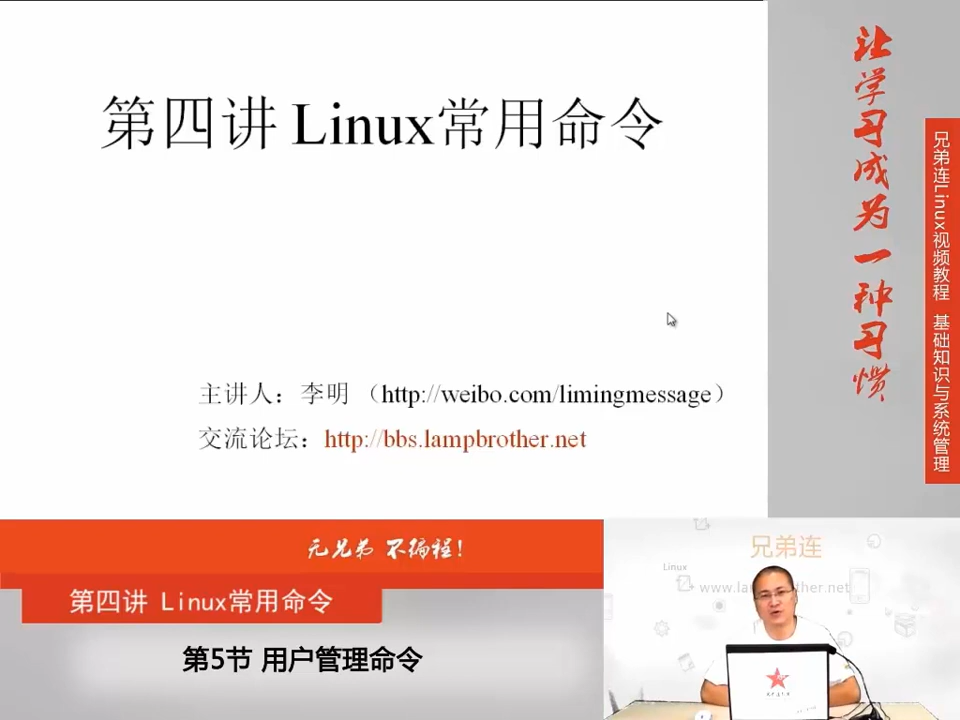 第四讲 Linux常用命令
主讲人：李明 （http://weibo.com/limingmessage）
交流论坛：http://bbs.lampbrother.net
让学习成为一种习惯
兄弟连Linux视频教程 基础知识与系统管理
无兄弟 不编程！
第四讲 Linux常用命令
第5节 用户管理命令
兄弟连
Linux